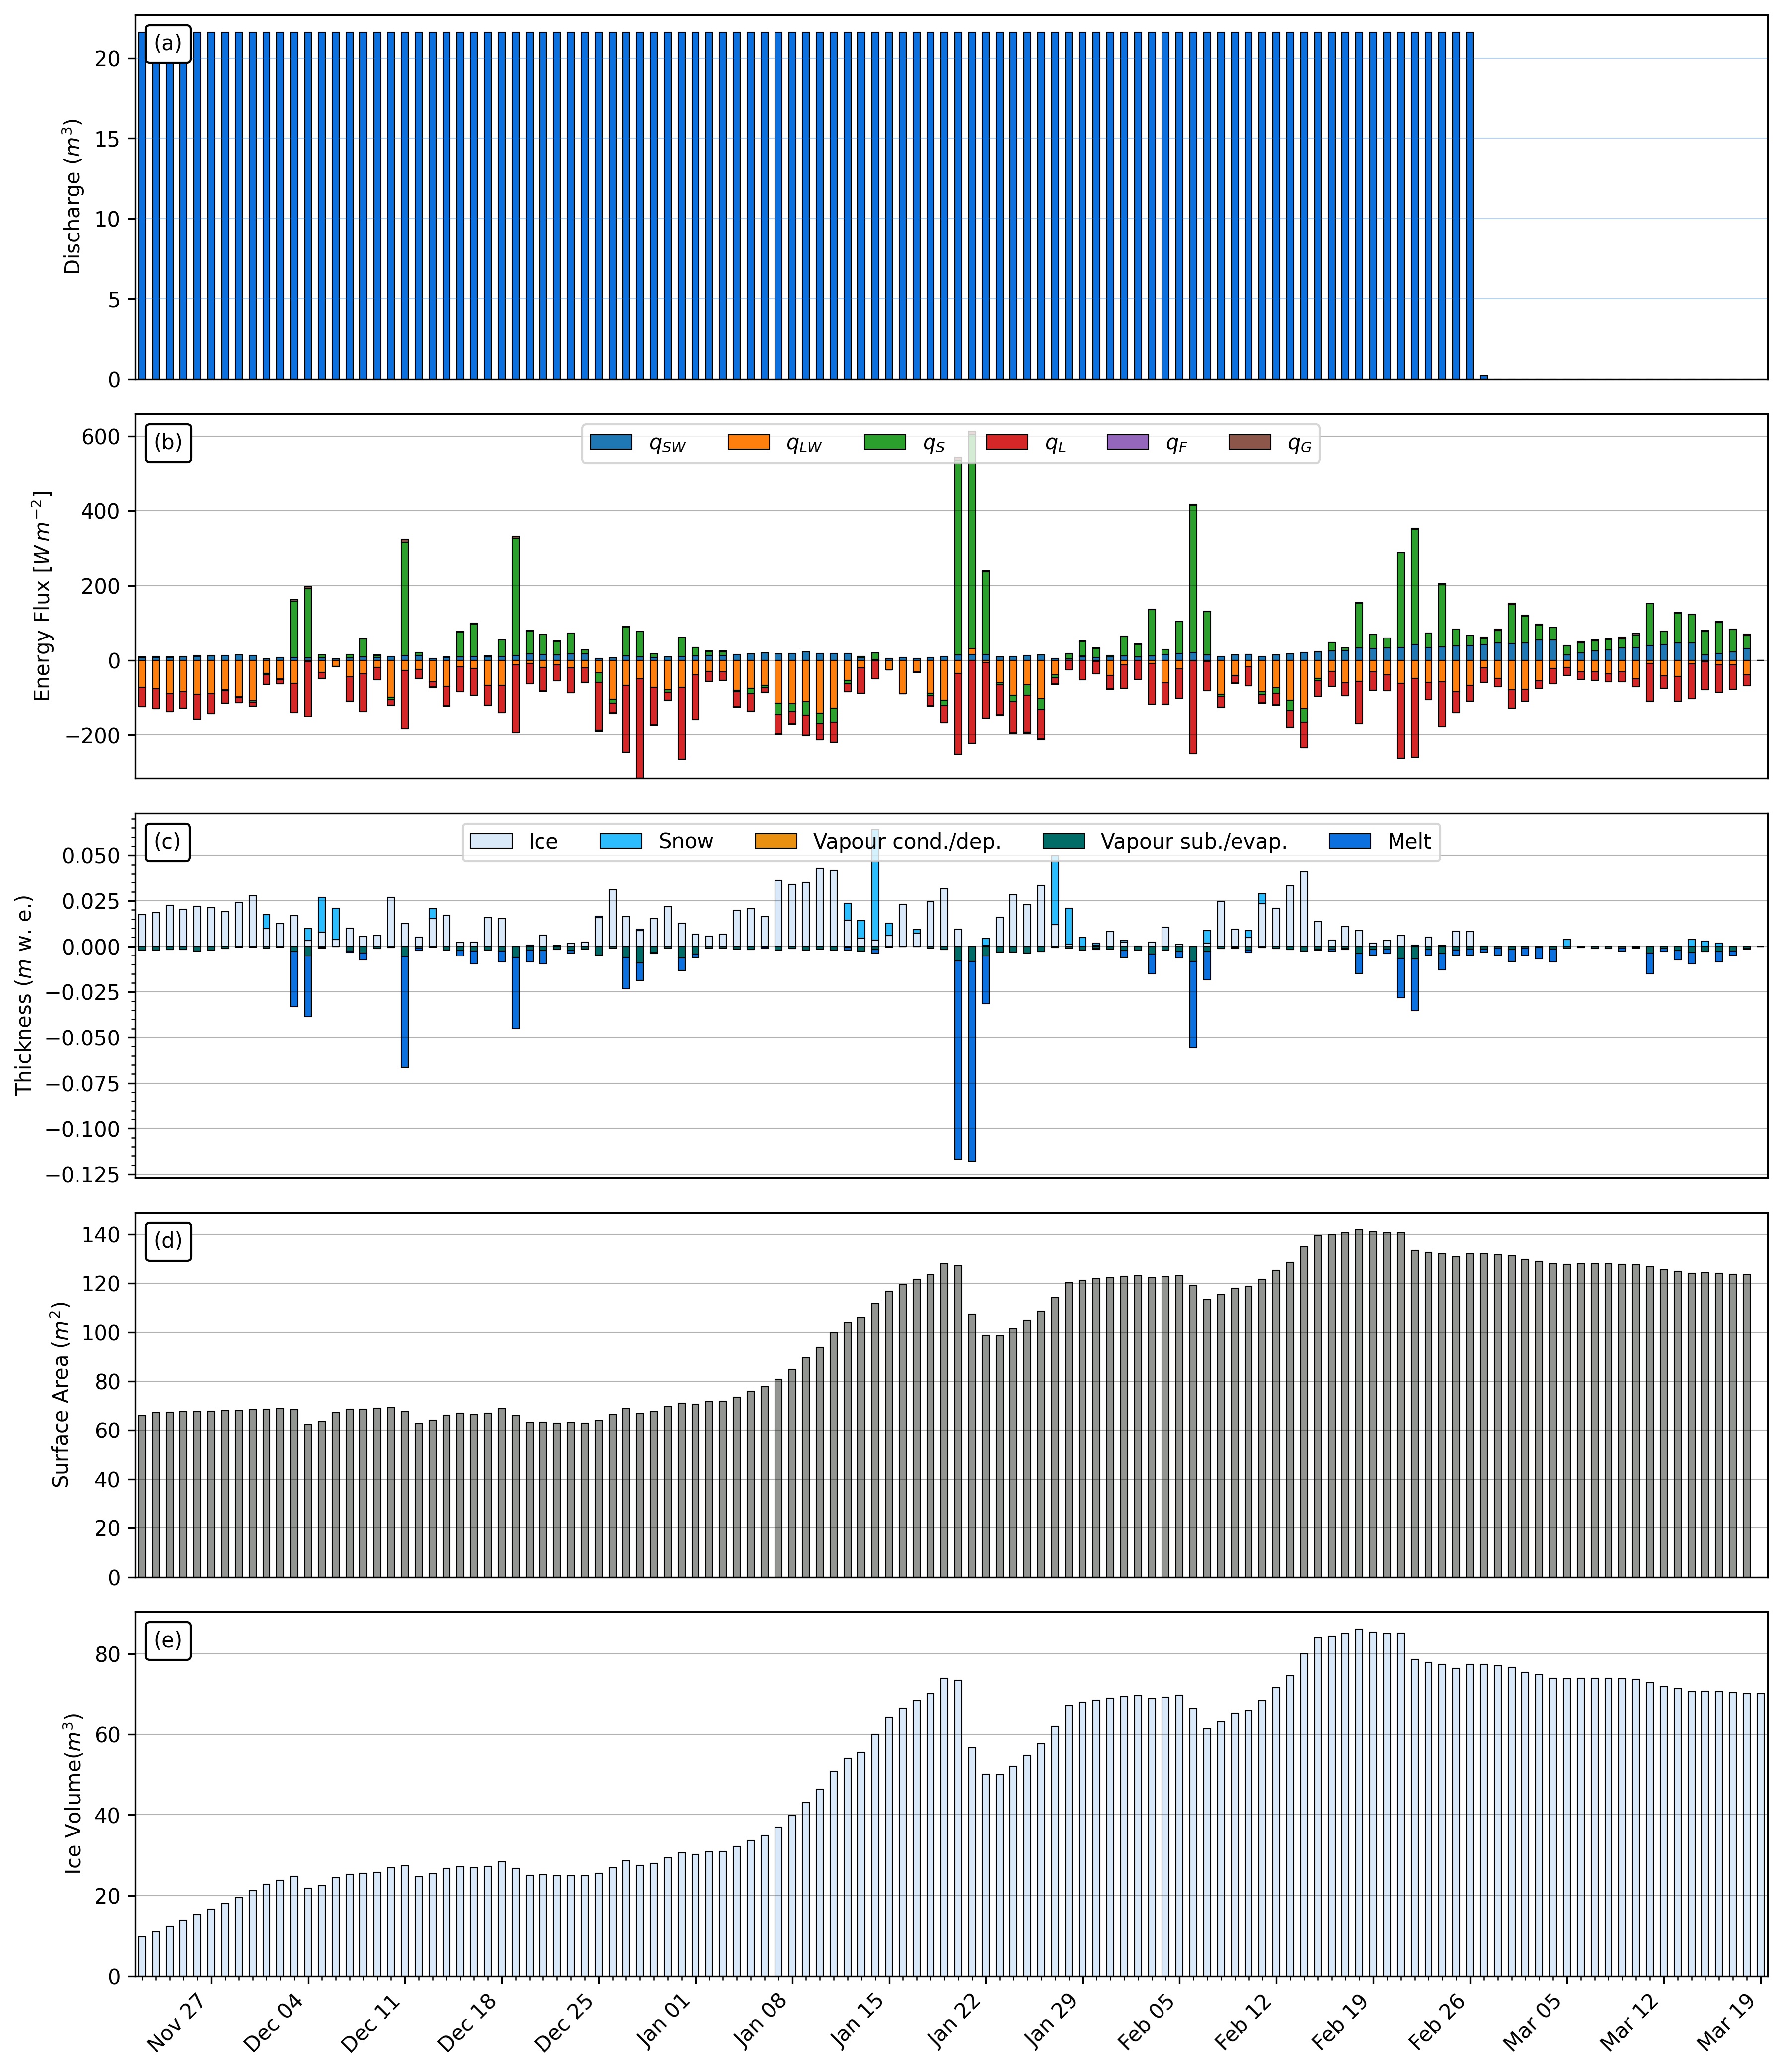 (a)
Discharge (m³)
20
15
10
5
0
(b)
q_SW q_LW q_S q_L q_F q_G
Energy Flux [W m⁻²]
600
400
200
0
−200
(c)
Ice Snow Vapour cond./dep. Vapour sub./evap. Melt
Thickness (m w. e.)
0.050
0.025
0.000
−0.025
−0.050
−0.075
−0.100
−0.125
(d)
Surface Area (m²)
140
120
100
80
60
40
20
0
(e)
Ice Volume(m³)
80
60
40
20
0
Nov 27 Dec 04 Dec 11 Dec 18 Dec 25 Jan 01 Jan 08 Jan 15 Jan 22 Jan 29 Feb 05 Feb 12 Feb 19 Feb 26 Mar 05 Mar 12 Mar 19